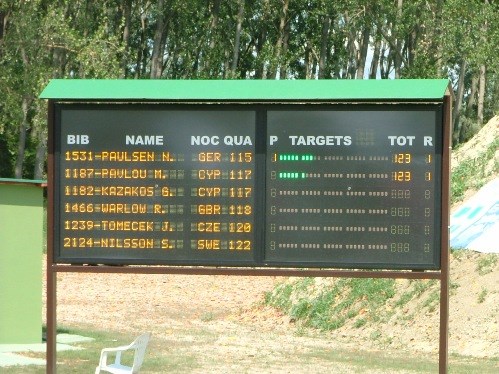 BIB NAME NOC QUA P TARGETS TOT R
1531-PAULSEN N. GER 115 1 123 1
1187-PAVLOU M. CYP 117 1 123 1
1182-KAZAKOS G. CYP 117
1466-WARLOW R. GBR 118
1239-TOMECEK J. CZE 120
2124-NILSSON S. SWE 122